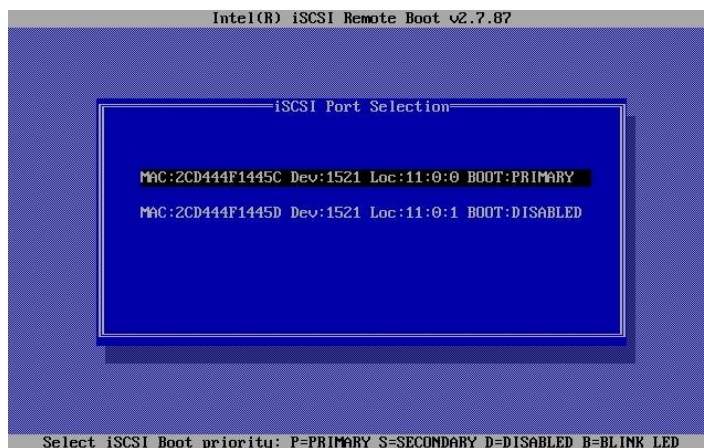 Intel(R) iSCSI Remote Boot v2.7.87
iSCSI Port Selection
MAC:2CD444F1445C Dev:1521 Loc:11:0:0 BOOT:PRIMARY
MAC:2CD444F1445D Dev:1521 Loc:11:0:1 BOOT:DISABLED
Select iSCSI Boot priority: P=PRIMARY S=SECONDARY D=DISABLED B=BLINK LED